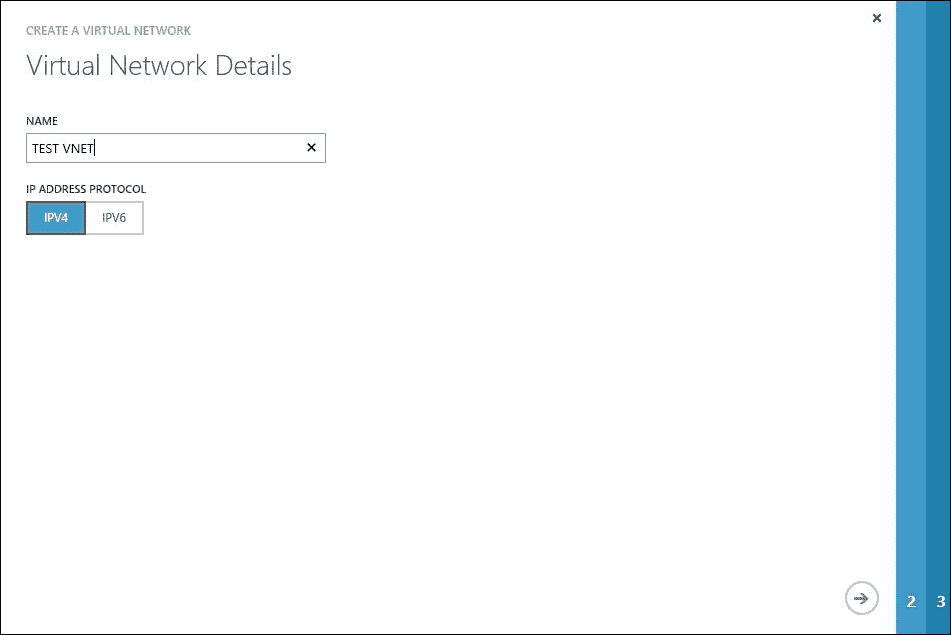 CREATE A VIRTUAL NETWORK
Virtual Network Details
NAME
TEST VNET
IP ADDRESS PROTOCOL
IPV4 IPV6
2 3